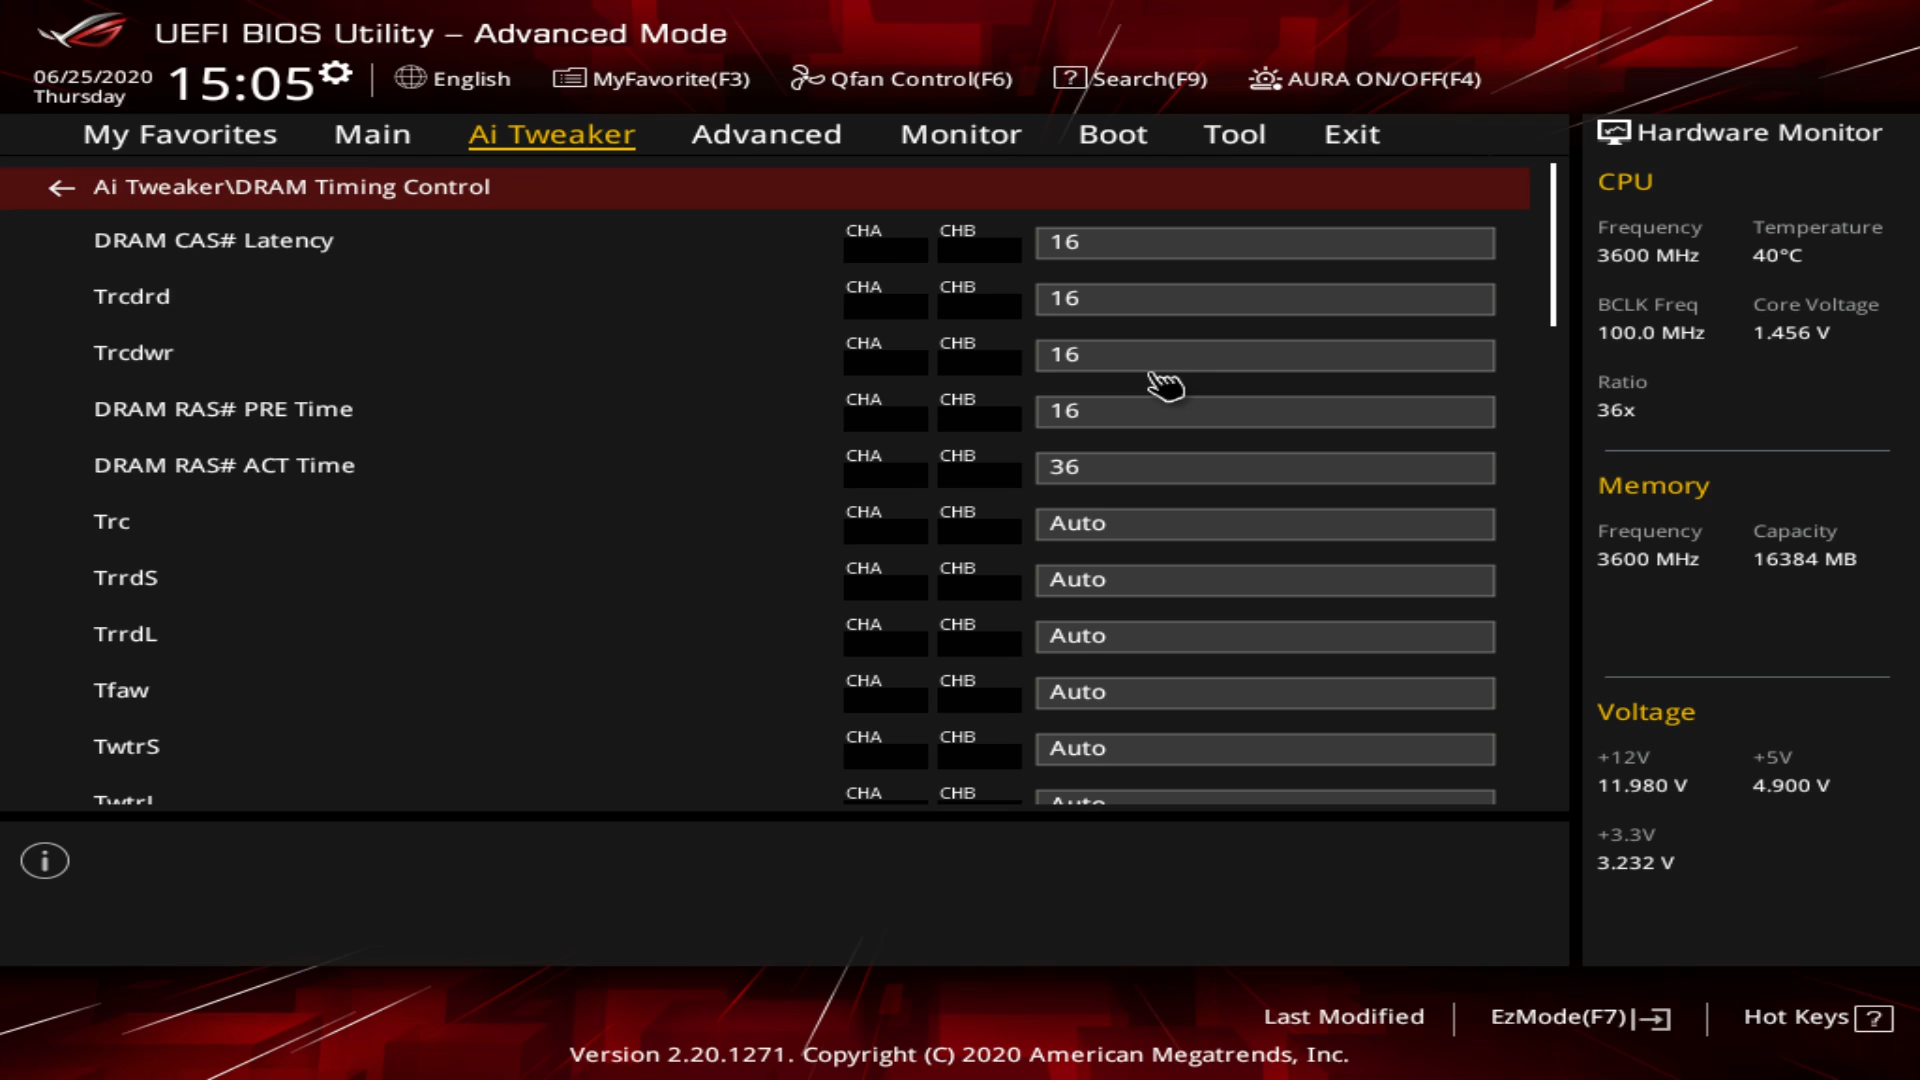 UEFI BIOS Utility – Advanced Mode
06/25/2020
Thursday
15:05
English
MyFavorite(F3)
Qfan Control(F6)
? Search(F9)
AURA ON/OFF(F4)
My Favorites Main Ai Tweaker Advanced Monitor Boot Tool Exit
Ai Tweaker\DRAM Timing Control
DRAM CAS# Latency CHA CHB 16
Trcdrd CHA CHB 16
Trcdwr CHA CHB 16
DRAM RAS# PRE Time CHA CHB 16
DRAM RAS# ACT Time CHA CHB 36
Trc CHA CHB Auto
TrrdS CHA CHB Auto
TrrdL CHA CHB Auto
Tfaw CHA CHB Auto
TwtrS CHA CHB Auto
TwtrL CHA CHB Auto
Hardware Monitor
CPU
Frequency Temperature
3600 MHz 40°C
BCLK Freq Core Voltage
100.0 MHz 1.456 V
Ratio
36x
Memory
Frequency Capacity
3600 MHz 16384 MB
Voltage
+12V +5V
11.980 V 4.900 V
+3.3V
3.232 V
Last Modified EzMode(F7) Hot Keys ?
Version 2.20.1271. Copyright (C) 2020 American Megatrends, Inc.